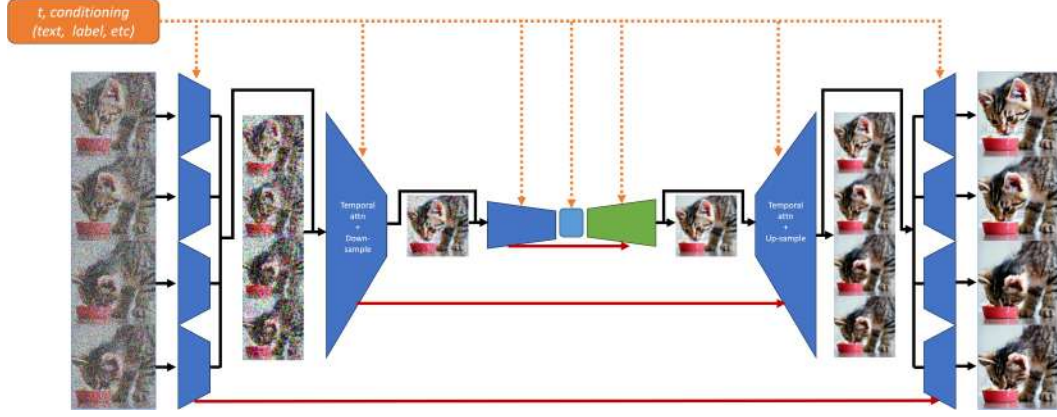 t, conditioning
(text, label, etc)
Temporal
attn
+
Down-
sample
Temporal
attn
+
Up-sample